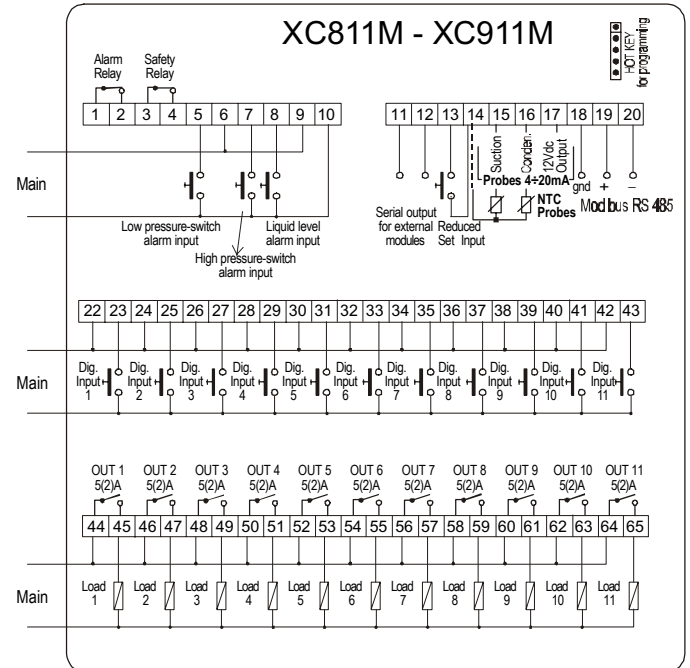 XC811M - XC911M
HOT KEY
for programming
Alarm
Relay
Safety
Relay
1 2 3 4 5 6 7 8 9 10
11 12 13 14 15 16 17 18 19 20
Suction
Conden.
12Vdc
Output
Probes 4÷20mA
gnd + –
NTC
Probes
Modbus RS 485
Main
Low pressure-switch
alarm input
Liquid level
alarm input
High pressure-switch
alarm input
Serial output
for external
modules
Reduced
Set Input
22 23 24 25 26 27 28 29 30 31 32 33 34 35 36 37 38 39 40 41 42 43
Main
Dig. Dig. Dig. Dig. Dig. Dig. Dig. Dig. Dig. Dig. Dig.
Input Input Input Input Input Input Input Input Input Input Input
1 2 3 4 5 6 7 8 9 10 11
OUT 1 OUT 2 OUT 3 OUT 4 OUT 5 OUT 6 OUT 7 OUT 8 OUT 9 OUT 10 OUT 11
5(2)A 5(2)A 5(2)A 5(2)A 5(2)A 5(2)A 5(2)A 5(2)A 5(2)A 5(2)A 5(2)A
44 45 46 47 48 49 50 51 52 53 54 55 56 57 58 59 60 61 62 63 64 65
Main
Load Load Load Load Load Load Load Load Load Load Load
1 2 3 4 5 6 7 8 9 10 11